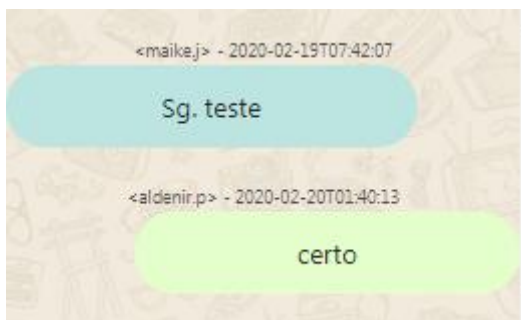 <maike.j> - 2020-02-19T07:42:07
Sg. teste
<aldenir.p> - 2020-02-20T01:40:13
certo